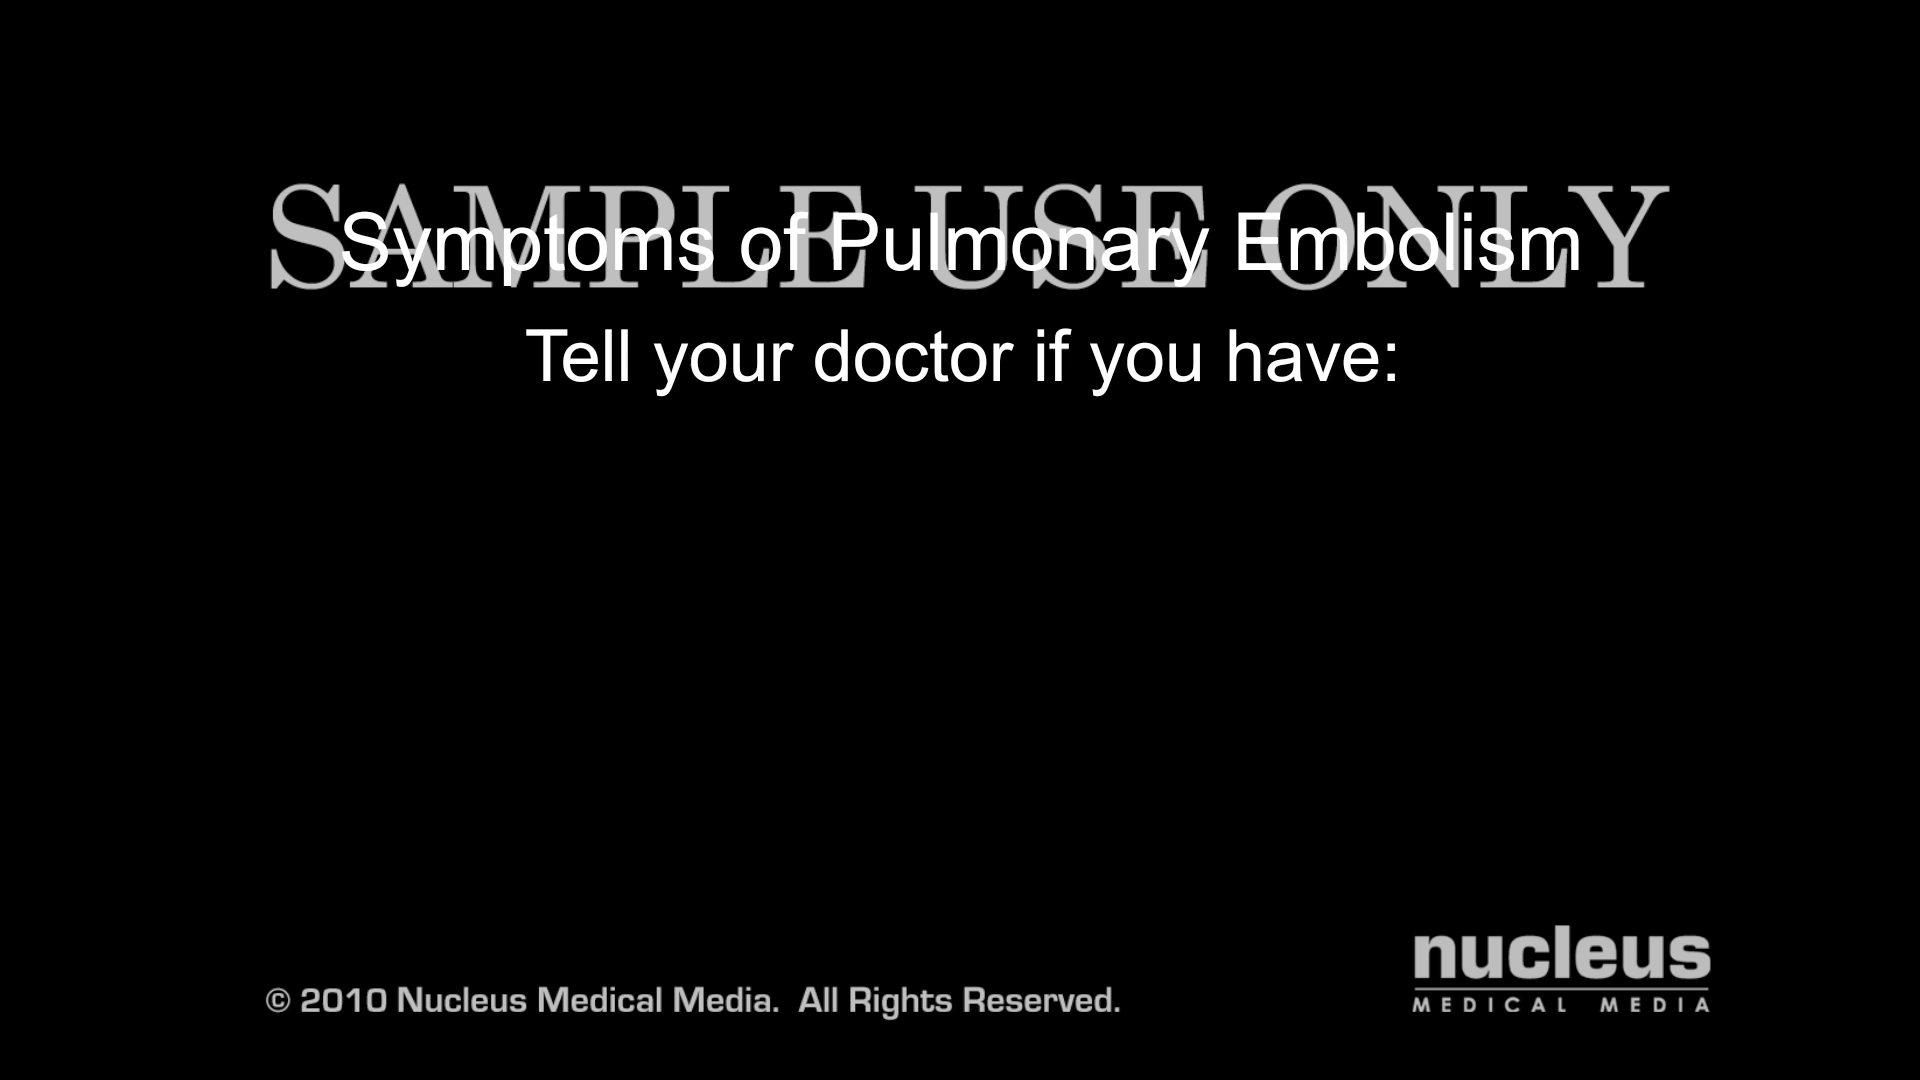 SAMPLE USE ONLY
Symptoms of Pulmonary Embolism
Tell your doctor if you have:
nucleus
MEDICAL MEDIA
© 2010 Nucleus Medical Media. All Rights Reserved.